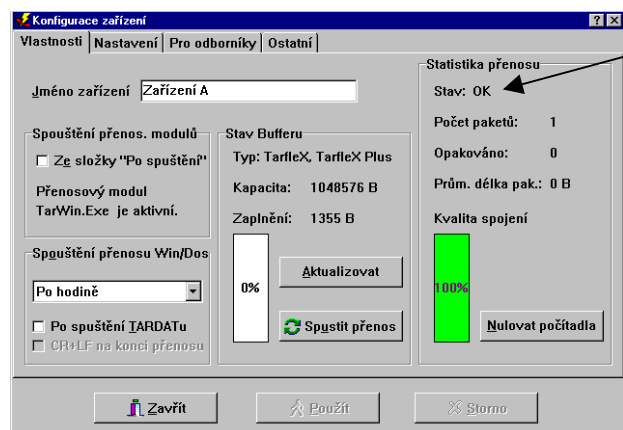 Konfigurace zařízení
Vlastnosti Nastavení Pro odborníky Ostatní
Jméno zařízení Zařízení A
Spouštění přenos. modulů
Ze složky "Po spuštění"
Přenosový modul
TarWin.Exe je aktivní.
Spouštění přenosu Win/Dos
Po hodině
Po spuštění TARDATu
CR+LF na konci přenosu
Stav Bufferu
Typ: TarfleX, TarfleX Plus
Kapacita: 1048576 B
Zaplnění: 1355 B
0%
Aktualizovat
Spustit přenos
Statistika přenosu
Stav: OK
Počet paketů: 1
Opakováno: 0
Prům. délka pak.: 0 B
Kvalita spojení
100%
Nulovat počítadla
Zavřít
Použít
Storno